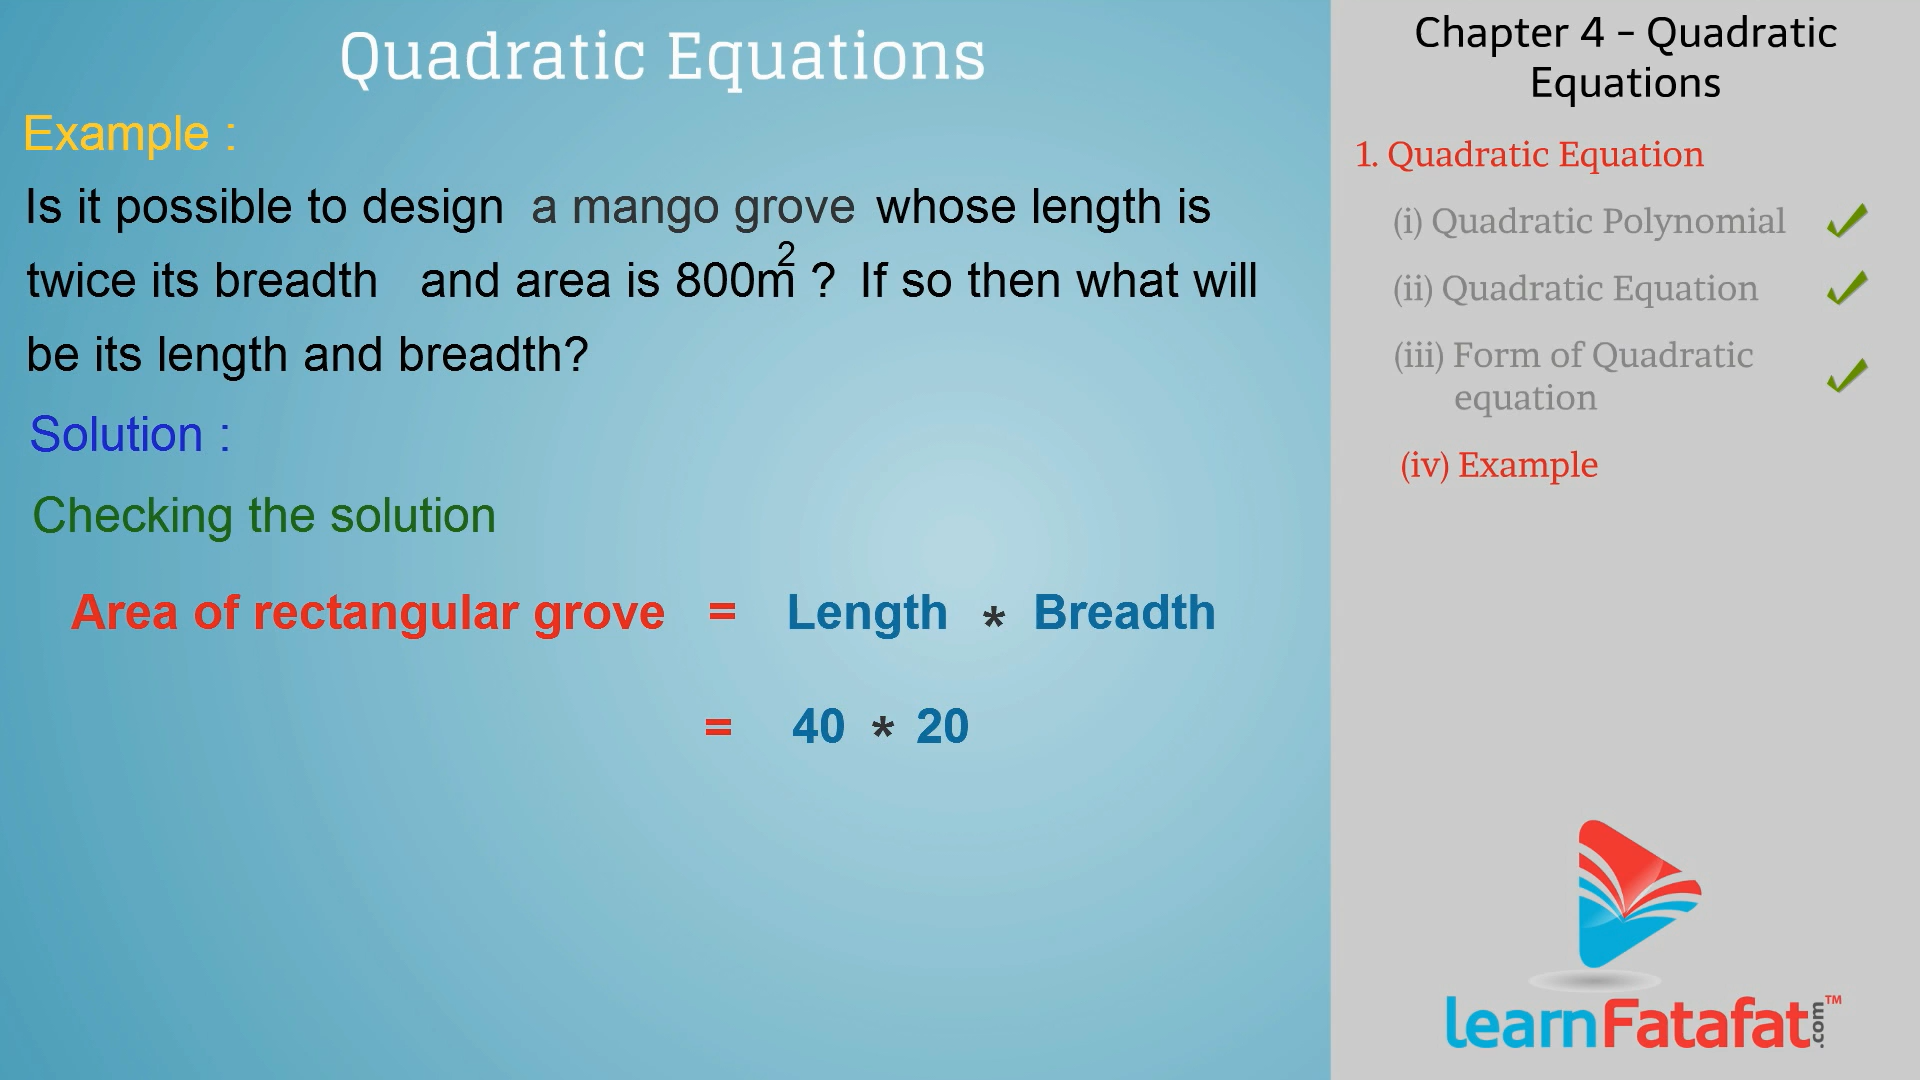 Quadratic Equations
Example :
Is it possible to design a mango grove whose length is
twice its breadth and area is 800m² ? If so then what will
be its length and breadth?
Solution :
Checking the solution
Area of rectangular grove = Length * Breadth
= 40 * 20
Chapter 4 – Quadratic
Equations
1. Quadratic Equation
(i) Quadratic Polynomial
(ii) Quadratic Equation
(iii) Form of Quadratic
equation
(iv) Example
learnFatafat.com™